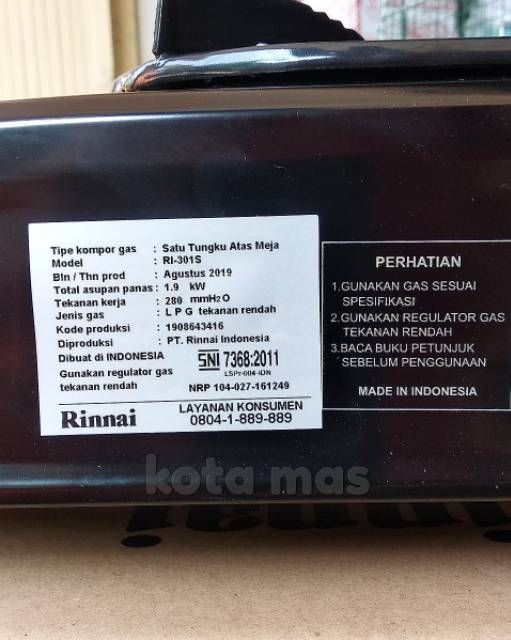 Tipe kompor gas : Satu Tungku Atas Meja
Model : RI-301S
Bln / Thn prod : Agustus 2019
Total asupan panas : 1.9 kW
Tekanan kerja : 280 mmH2O
Jenis gas : L P G tekanan rendah
Kode produksi : 1908643416
Diproduksi : PT. Rinnai Indonesia
Dibuat di INDONESIA
Gunakan regulator gas
tekanan rendah
SNI 7368:2011
LSPr-004-IDN
NRP 104-027-161249
Rinnai
LAYANAN KONSUMEN
0804-1-889-889
PERHATIAN
1.GUNAKAN GAS SESUAI
SPESIFIKASI
2.GUNAKAN REGULATOR GAS
TEKANAN RENDAH
3.BACA BUKU PETUNJUK
SEBELUM PENGGUNAAN
MADE IN INDONESIA
kota mas